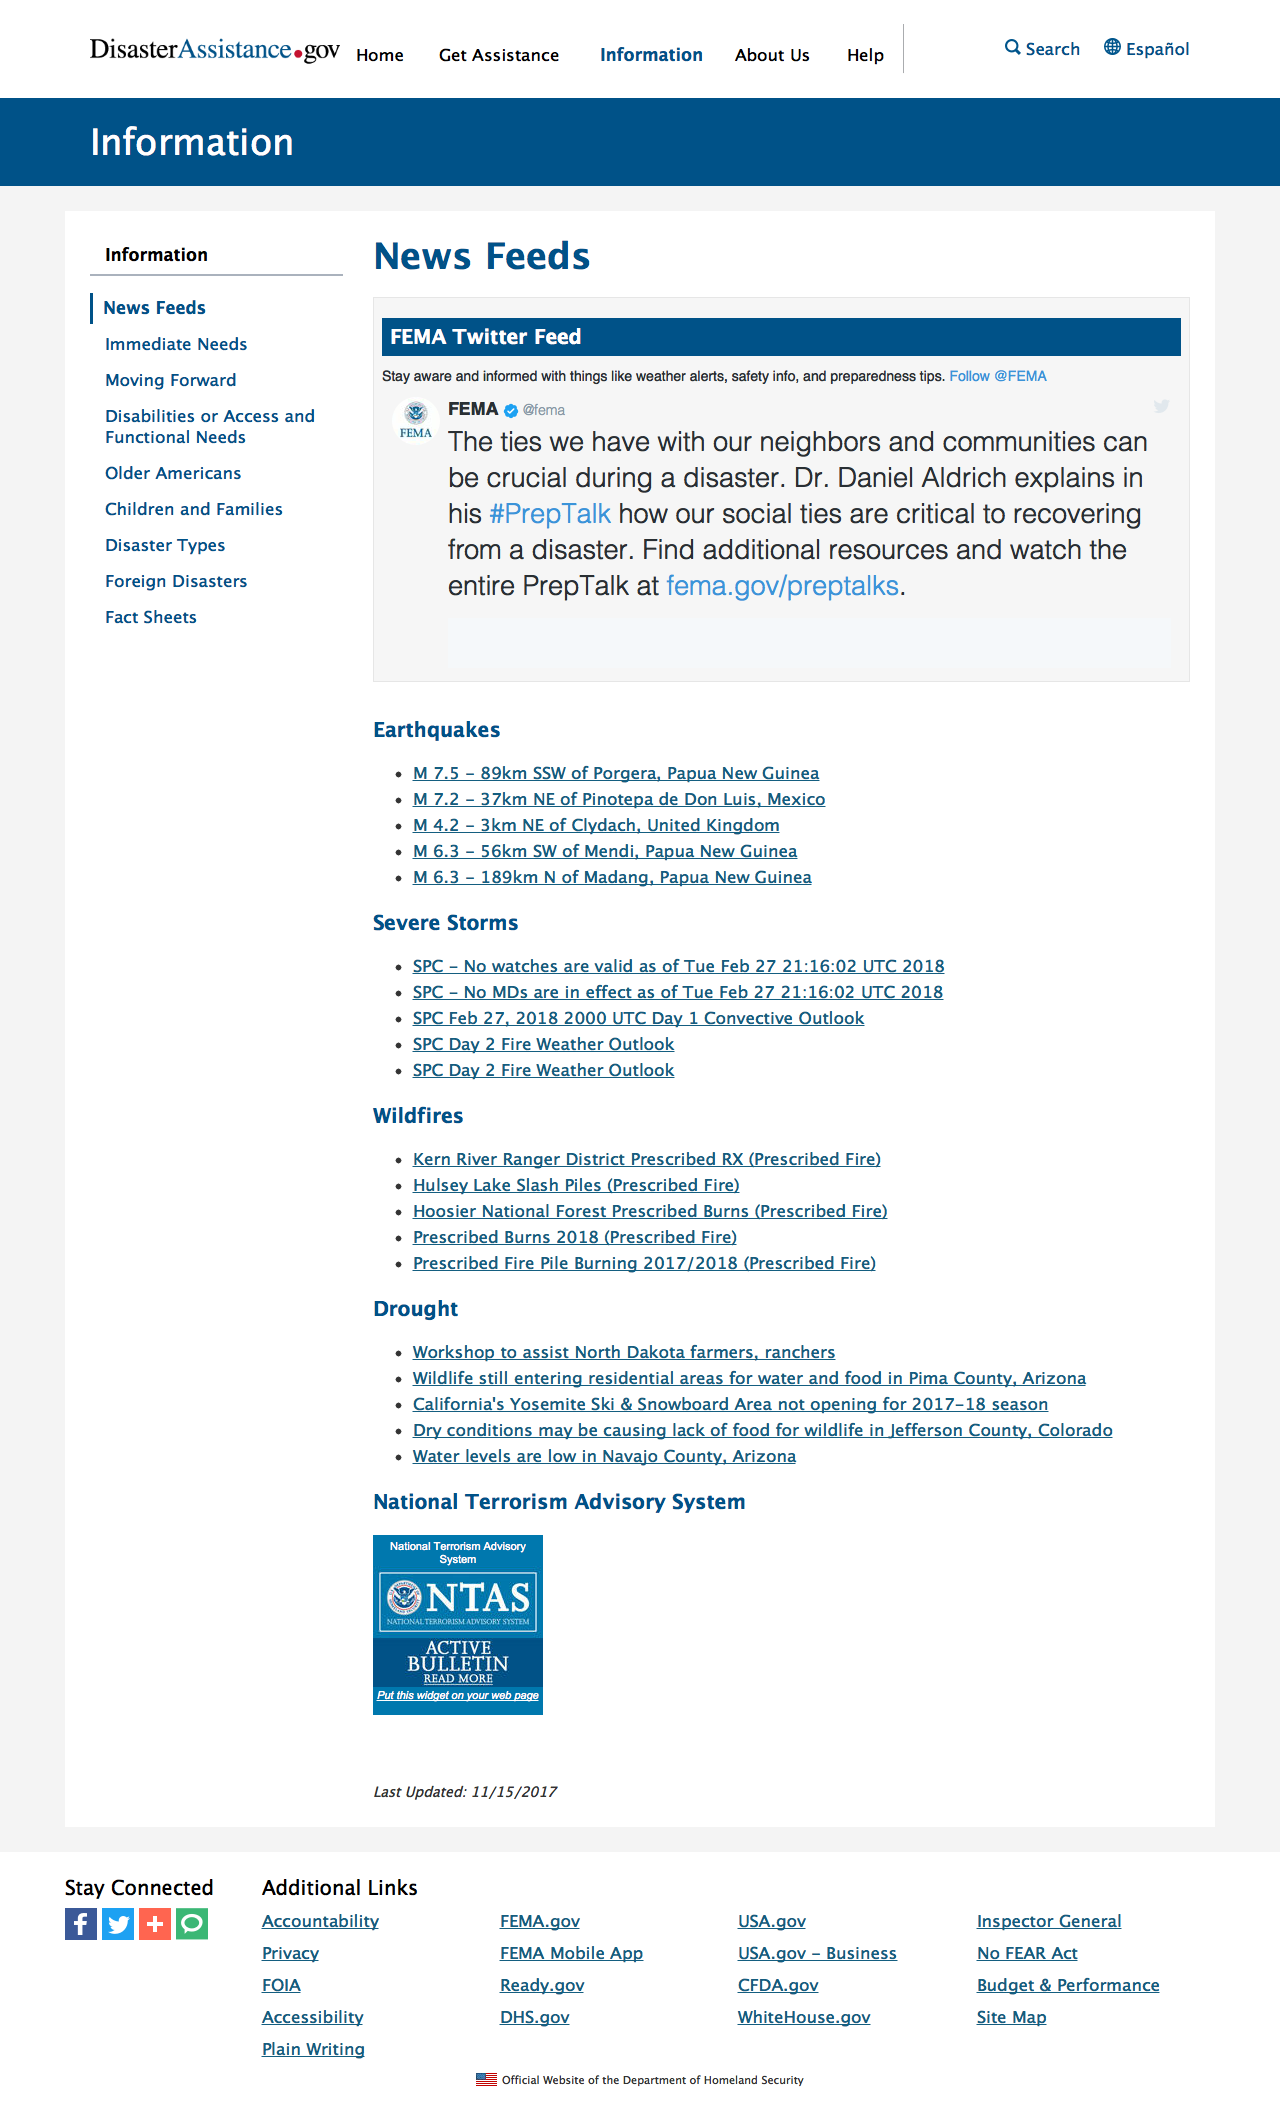 DisasterAssistance.gov Home Get Assistance Information About Us Help Search Español
Information
Information
News Feeds
Immediate Needs
Moving Forward
Disabilities or Access and
Functional Needs
Older Americans
Children and Families
Disaster Types
Foreign Disasters
Fact Sheets
News Feeds
FEMA Twitter Feed
Stay aware and informed with things like weather alerts, safety info, and preparedness tips. Follow @FEMA
FEMA
FEMA @fema
The ties we have with our neighbors and communities can
be crucial during a disaster. Dr. Daniel Aldrich explains in
his #PrepTalk how our social ties are critical to recovering
from a disaster. Find additional resources and watch the
entire PrepTalk at fema.gov/preptalks.
Earthquakes
M 7.5 - 89km SSW of Porgera, Papua New Guinea
M 7.2 - 37km NE of Pinotepa de Don Luis, Mexico
M 4.2 - 3km NE of Clydach, United Kingdom
M 6.3 - 56km SW of Mendi, Papua New Guinea
M 6.3 - 189km N of Madang, Papua New Guinea
Severe Storms
SPC - No watches are valid as of Tue Feb 27 21:16:02 UTC 2018
SPC - No MDs are in effect as of Tue Feb 27 21:16:02 UTC 2018
SPC Feb 27, 2018 2000 UTC Day 1 Convective Outlook
SPC Day 2 Fire Weather Outlook
SPC Day 2 Fire Weather Outlook
Wildfires
Kern River Ranger District Prescribed RX (Prescribed Fire)
Hulsey Lake Slash Piles (Prescribed Fire)
Hoosier National Forest Prescribed Burns (Prescribed Fire)
Prescribed Burns 2018 (Prescribed Fire)
Prescribed Fire Pile Burning 2017/2018 (Prescribed Fire)
Drought
Workshop to assist North Dakota farmers, ranchers
Wildlife still entering residential areas for water and food in Pima County, Arizona
California's Yosemite Ski & Snowboard Area not opening for 2017-18 season
Dry conditions may be causing lack of food for wildlife in Jefferson County, Colorado
Water levels are low in Navajo County, Arizona
National Terrorism Advisory System
National Terrorism Advisory
System
NTAS
NATIONAL TERRORISM ADVISORY SYSTEM
ACTIVE
BULLETIN
READ MORE
Put this widget on your web page
Last Updated: 11/15/2017
Stay Connected
Additional Links
Accountability FEMA.gov USA.gov Inspector General
Privacy FEMA Mobile App USA.gov - Business No FEAR Act
FOIA Ready.gov CFDA.gov Budget & Performance
Accessibility DHS.gov WhiteHouse.gov Site Map
Plain Writing
Official Website of the Department of Homeland Security